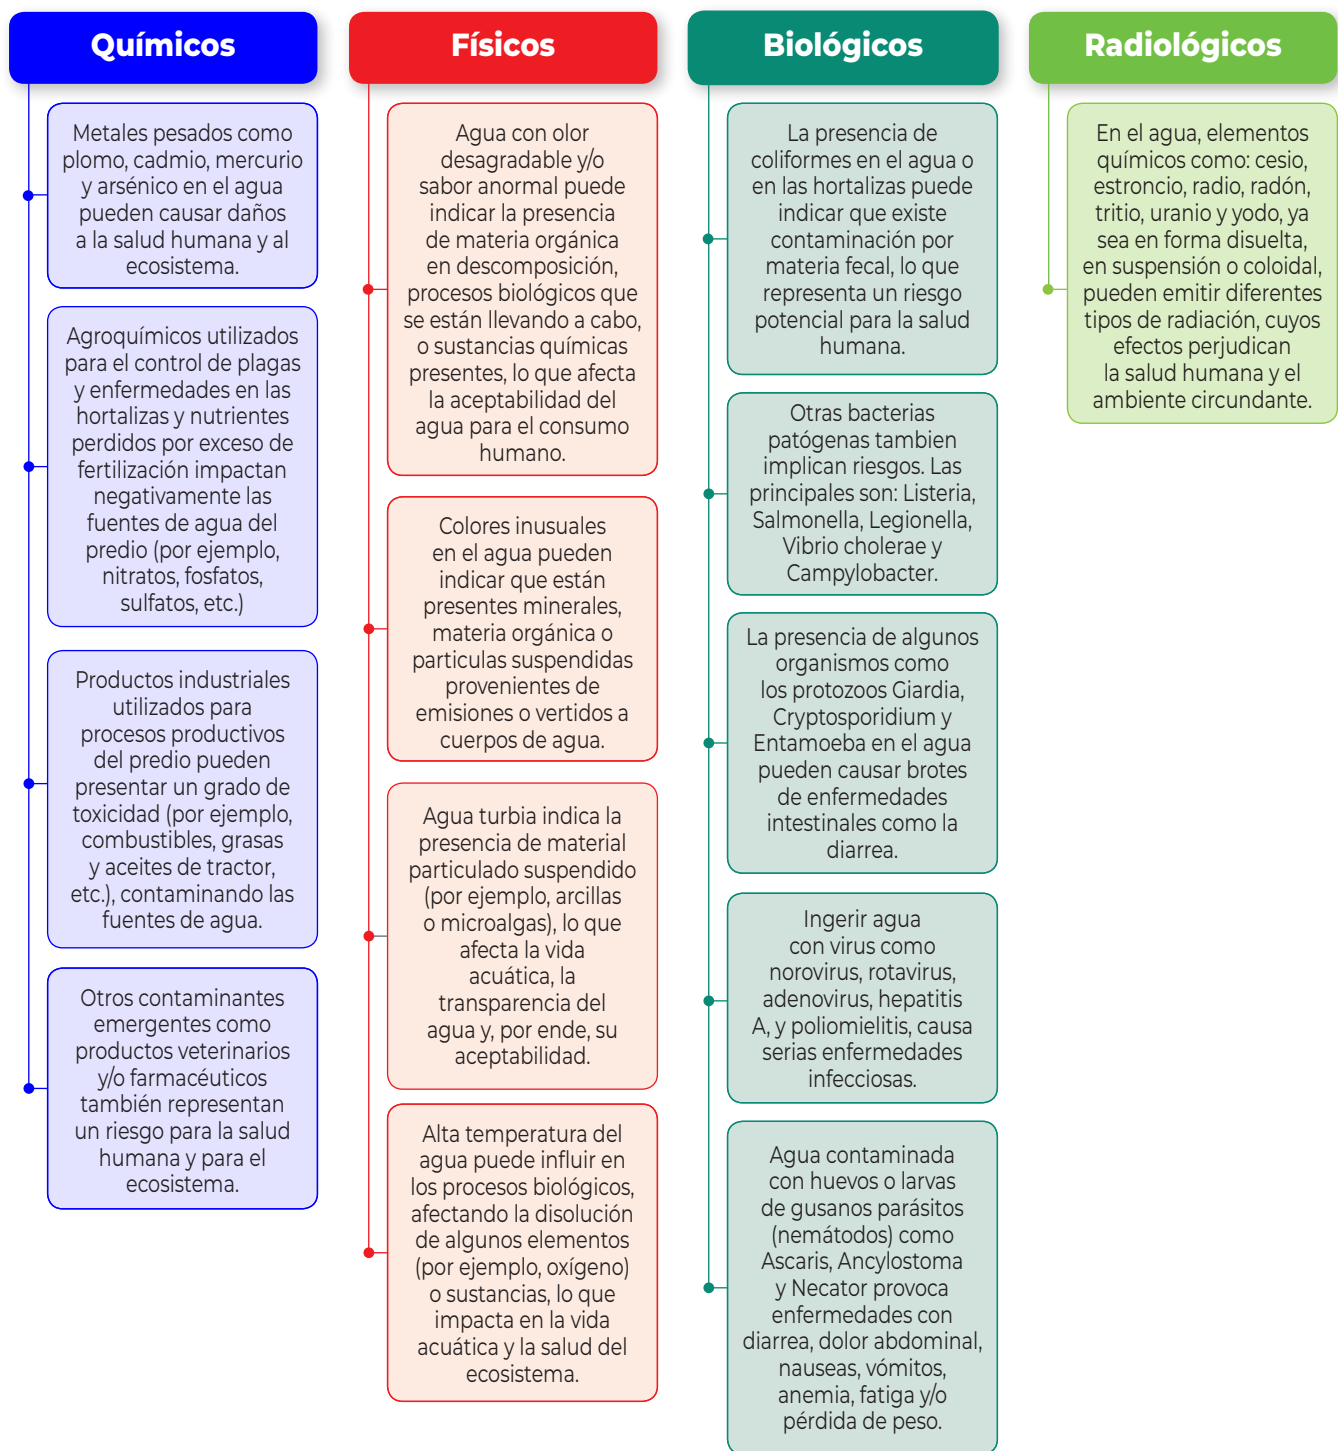 Químicos
Metales pesados como
plomo, cadmio, mercurio
y arsénico en el agua
pueden causar daños
a la salud humana y al
ecosistema.
Agroquímicos utilizados
para el control de plagas
y enfermedades en las
hortalizas y nutrientes
perdidos por exceso de
fertilización impactan
negativamente las
fuentes de agua del
predio (por ejemplo,
nitratos, fosfatos,
sulfatos, etc.)
Productos industriales
utilizados para
procesos productivos
del predio pueden
presentar un grado de
toxicidad (por ejemplo,
combustibles, grasas
y aceites de tractor,
etc.), contaminando las
fuentes de agua.
Otros contaminantes
emergentes como
productos veterinarios
y/o farmacéuticos
también representan
un riesgo para la salud
humana y para el
ecosistema.
Físicos
Agua con olor
desagradable y/o
sabor anormal puede
indicar la presencia
de materia orgánica
en descomposición,
procesos biológicos que
se están llevando a cabo,
o sustancias químicas
presentes, lo que afecta
la aceptabilidad del
agua para el consumo
humano.
Colores inusuales
en el agua pueden
indicar que están
presentes minerales,
materia orgánica o
particulas suspendidas
provenientes de
emisiones o vertidos a
cuerpos de agua.
Agua turbia indica la
presencia de material
particulado suspendido
(por ejemplo, arcillas
o microalgas), lo que
afecta la vida
acuática, la
transparencia del
agua y, por ende, su
aceptabilidad.
Alta temperatura del
agua puede influir en
los procesos biológicos,
afectando la disolución
de algunos elementos
(por ejemplo, oxígeno)
o sustancias, lo que
impacta en la vida
acuática y la salud del
ecosistema.
Biológicos
La presencia de
coliformes en el agua o
en las hortalizas puede
indicar que existe
contaminación por
materia fecal, lo que
representa un riesgo
potencial para la salud
humana.
Otras bacterias
patógenas tambien
implican riesgos. Las
principales son: Listeria,
Salmonella, Legionella,
Vibrio cholerae y
Campylobacter.
La presencia de algunos
organismos como
los protozoos Giardia,
Cryptosporidium y
Entamoeba en el agua
pueden causar brotes
de enfermedades
intestinales como la
diarrea.
Ingerir agua
con virus como
norovirus, rotavirus,
adenovirus, hepatitis
A, y poliomielitis, causa
serias enfermedades
infecciosas.
Agua contaminada
con huevos o larvas
de gusanos parásitos
(nemátodos) como
Ascaris, Ancylostoma
y Necator provoca
enfermedades con
diarrea, dolor abdominal,
nauseas, vómitos,
anemia, fatiga y/o
pérdida de peso.
Radiológicos
En el agua, elementos
químicos como: cesio,
estroncio, radio, radón,
tritio, uranio y yodo, ya
sea en forma disuelta,
en suspensión o coloidal,
pueden emitir diferentes
tipos de radiación, cuyos
efectos perjudican
la salud humana y el
ambiente circundante.